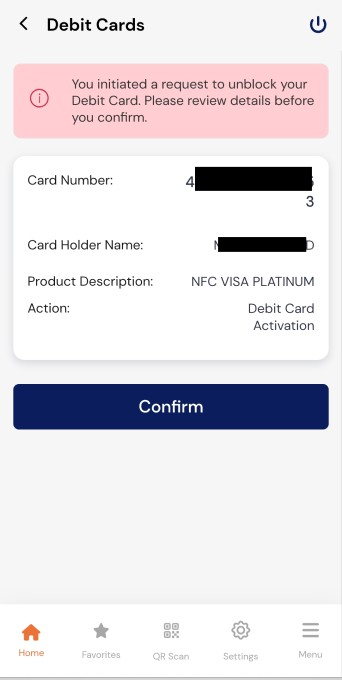 Debit Cards
You initiated a request to unblock your
Debit Card. Please review details before
you confirm.
Card Number: 4
3
Card Holder Name:
Product Description: NFC VISA PLATINUM
Action: Debit Card
Activation
Confirm
Home Favorites QR Scan Settings Menu